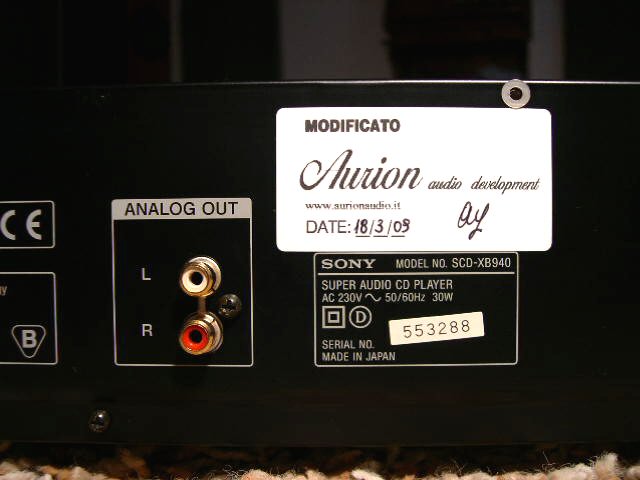 MODIFICATO
Aurion audio development
www.aurionaudio.it
DATE: 18/3/09
CE
ANALOG OUT
L
R
B
SONY MODEL NO. SCD-XB940
SUPER AUDIO CD PLAYER
AC 230V ～ 50/60Hz 30W
D
553288
SERIAL NO.
MADE IN JAPAN